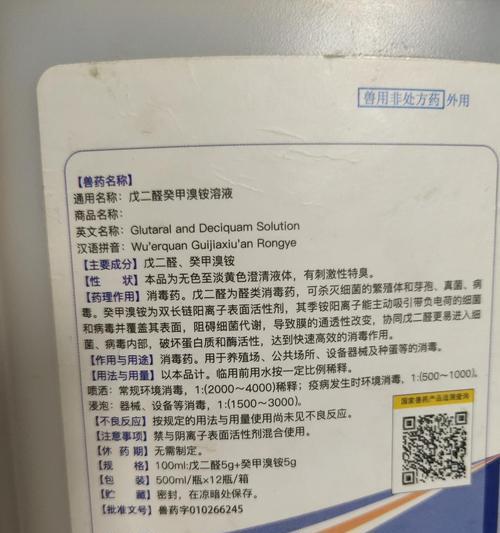 兽用非处方药 外用
【兽药名称】
通用名称：戊二醛癸甲溴铵溶液
商品名称：
英文名称：Glutaral and Deciquam Solution
汉语拼音：Wu'erquan Guijiaxiu'an Rongye
【主要成分】戊二醛、癸甲溴铵
【性 状】本品为无色至淡黄色澄清液体，有刺激性特臭。
【药理作用】消毒药。戊二醛为醛类消毒药，可杀灭细菌的繁殖体和芽孢、真菌、病
毒。癸甲溴铵为双长链阳离子表面活性剂，其季铵阳离子能主动吸引带负电荷的细菌
和病毒并覆盖其表面，阻碍细菌代谢，导致膜的通透性改变，协同戊二醛更易进入细
菌、病毒内部，破坏蛋白质和酶活性，达到快速高效的消毒作用。
【作用与用途】消毒药。用于养殖场、公共场所、设备器械及种蛋等的消毒。
【用法与用量】以本品计。临用前用水按一定比例稀释。
喷洒：常规环境消毒，1:(2000～4000)稀释；疫病发生时环境消毒，1:(500～1000)。
浸泡：器械、设备等消毒，1:(1500～3000)。
【不良反应】按规定的用法与用量使用尚未见不良反应。
【注意事项】禁与阴离子表面活性剂混合使用。
【休 药 期】无需制定。
【规 格】100ml:戊二醛5g+癸甲溴铵5g
【包 装】500ml/瓶×12瓶/箱
【贮 藏】密封，在凉暗处保存。
【批准文号】兽药字010266245
国家兽药产品追溯查询